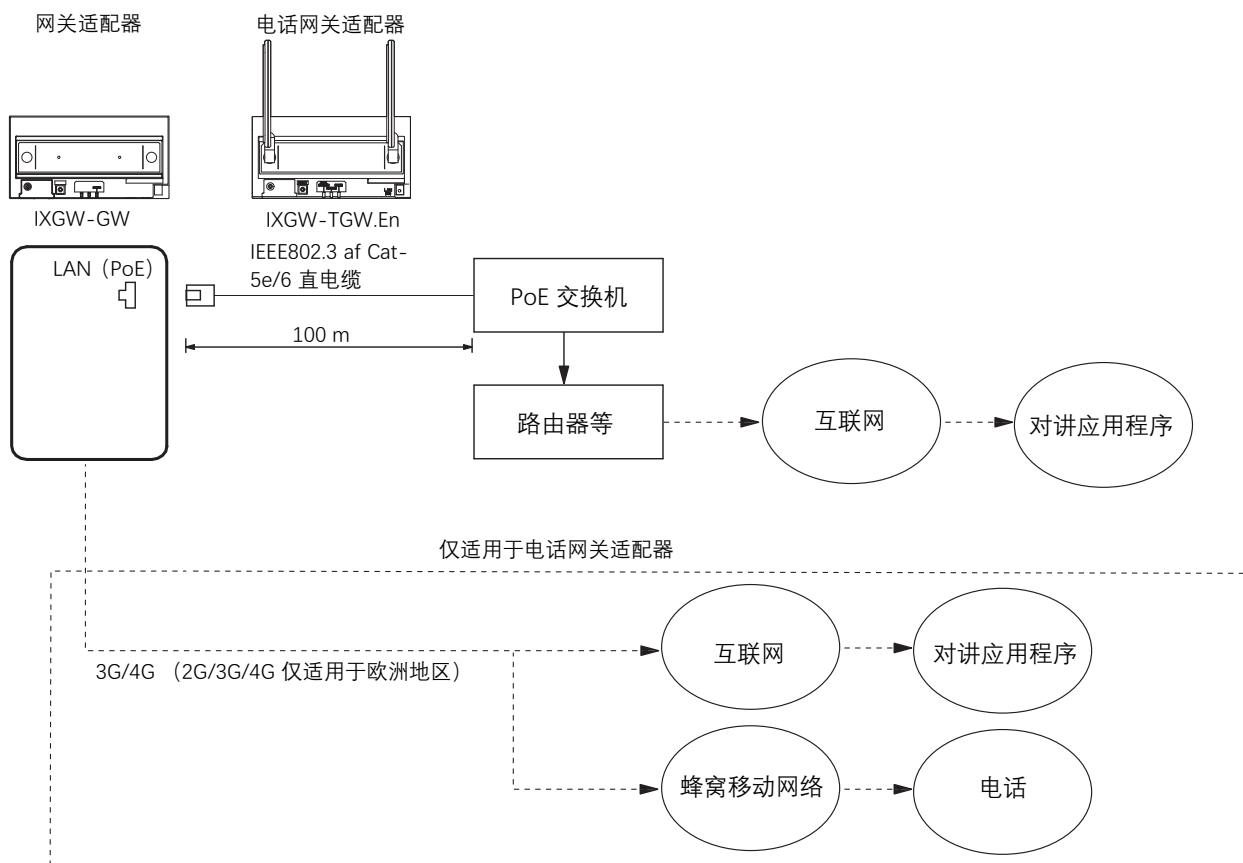 网关适配器
电话网关适配器
IXGW-GW
IXGW-TGW.En
LAN（PoE）
IEEE802.3 af Cat-
5e/6 直电缆
100 m
PoE 交换机
路由器等
互联网
对讲应用程序
仅适用于电话网关适配器
3G/4G （2G/3G/4G 仅适用于欧洲地区）
互联网
对讲应用程序
蜂窝移动网络
电话